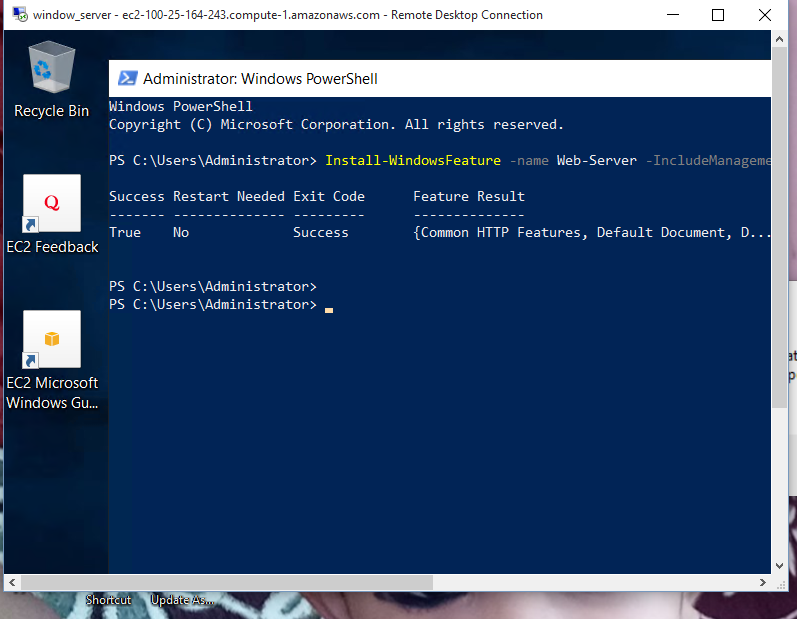 window_server - ec2-100-25-164-243.compute-1.amazonaws.com - Remote Desktop Connection
Recycle Bin
Administrator: Windows PowerShell
Windows PowerShell
Copyright (C) Microsoft Corporation. All rights reserved.
PS C:\Users\Administrator> Install-WindowsFeature -name Web-Server -IncludeManageme
Success Restart Needed Exit Code      Feature Result
------- -------------- ---------      --------------
True    No             Success        {Common HTTP Features, Default Document, D...
PS C:\Users\Administrator>
PS C:\Users\Administrator>
Q
EC2 Feedback
EC2 Microsoft
Windows Gu...
Shortcut
Update As...